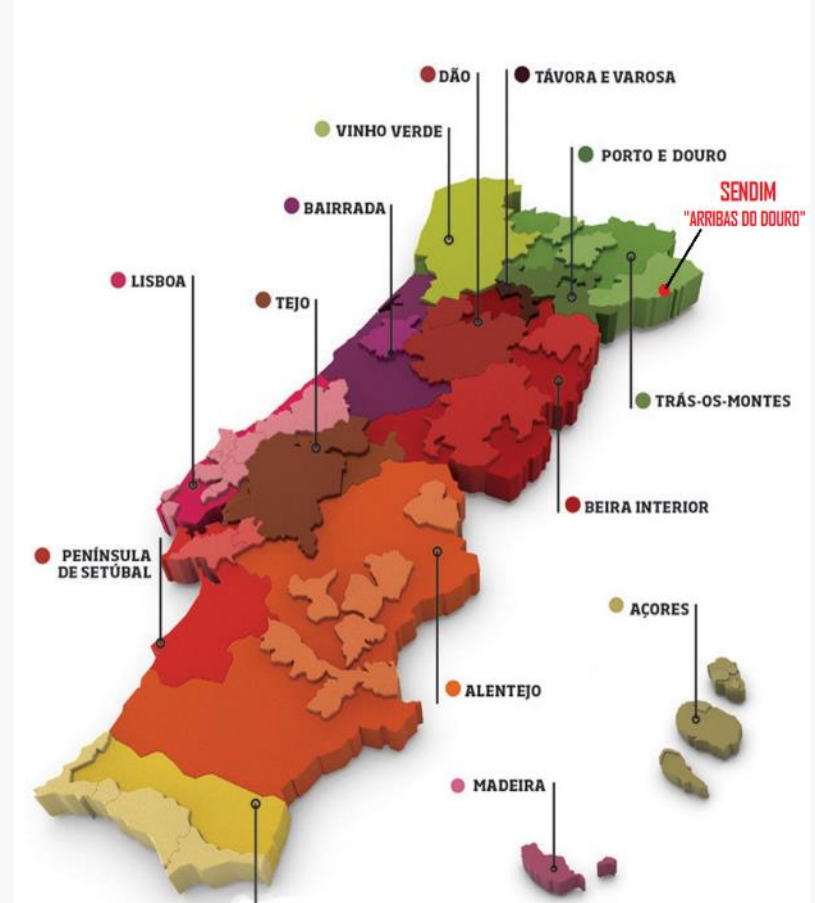 DÃO
TÁVORA E VAROSA
VINHO VERDE
PORTO E DOURO
SENDIM
"ARRIBAS DO DOURO"
BAIRRADA
LISBOA
TEJO
TRÁS-OS-MONTES
BEIRA INTERIOR
PENÍNSULA
DE SETÚBAL
AÇORES
ALENTEJO
MADEIRA